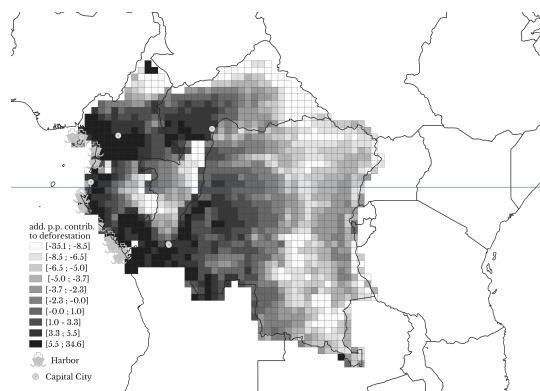 add. p.p. contrib.
to deforestation
[-35.1 ; -8.5]
[-8.5 ; -6.5]
[-6.5 ; -5.0]
[-5.0 ; -3.7]
[-3.7 ; -2.3]
[-2.3 ; -0.0]
[-0.0 ; 1.0]
[1.0 - 3.3]
[3.3 ; 5.5]
[5.5 ; 34.6]
Harbor
Capital City